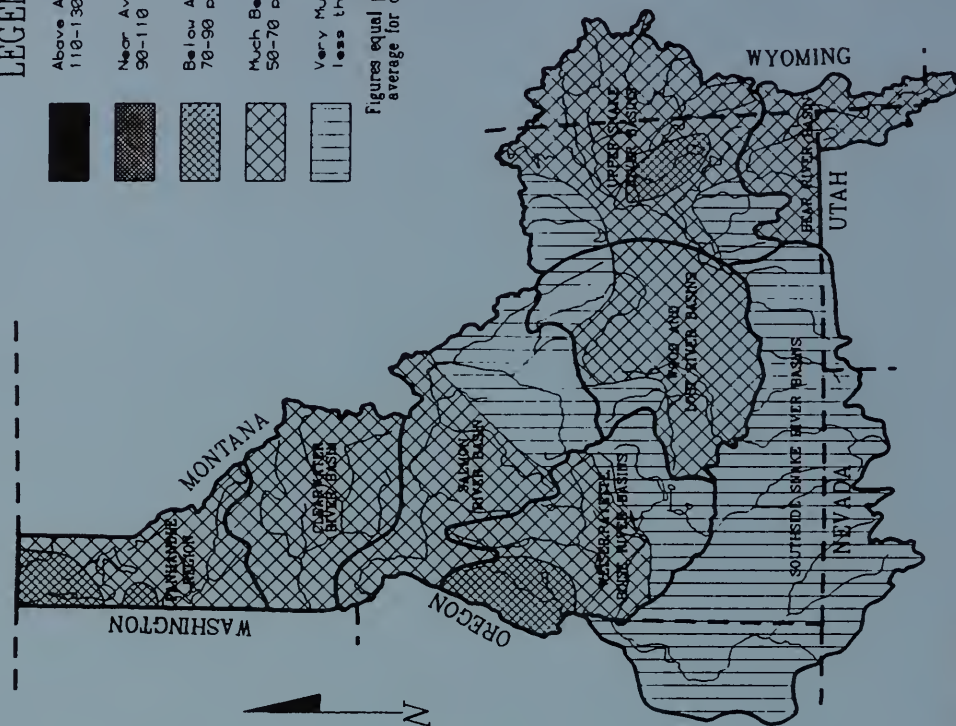 LEGE
Above A
110-130
Near Av
90-110
Below A
70-90 p
Much Be
50-70 p
Very Mu
less th
Figures equal
average for
MONTANA
WASHINGTON
PANHANDLE
REGION
CLEARWATER
RIVER BASIN
SALMON
RIVER BASIN
OREGON
WEISER PAYETTE
BOISE RIVER BASINS
WOOD AND
LOST RIVER BASINS
UPPER SNAKE
RIVER BASINS
WYOMING
BEAR RIVER BASIN
UTAH
SOUTHSIDE SNAKE RIVER BASINS
NEVADA
N